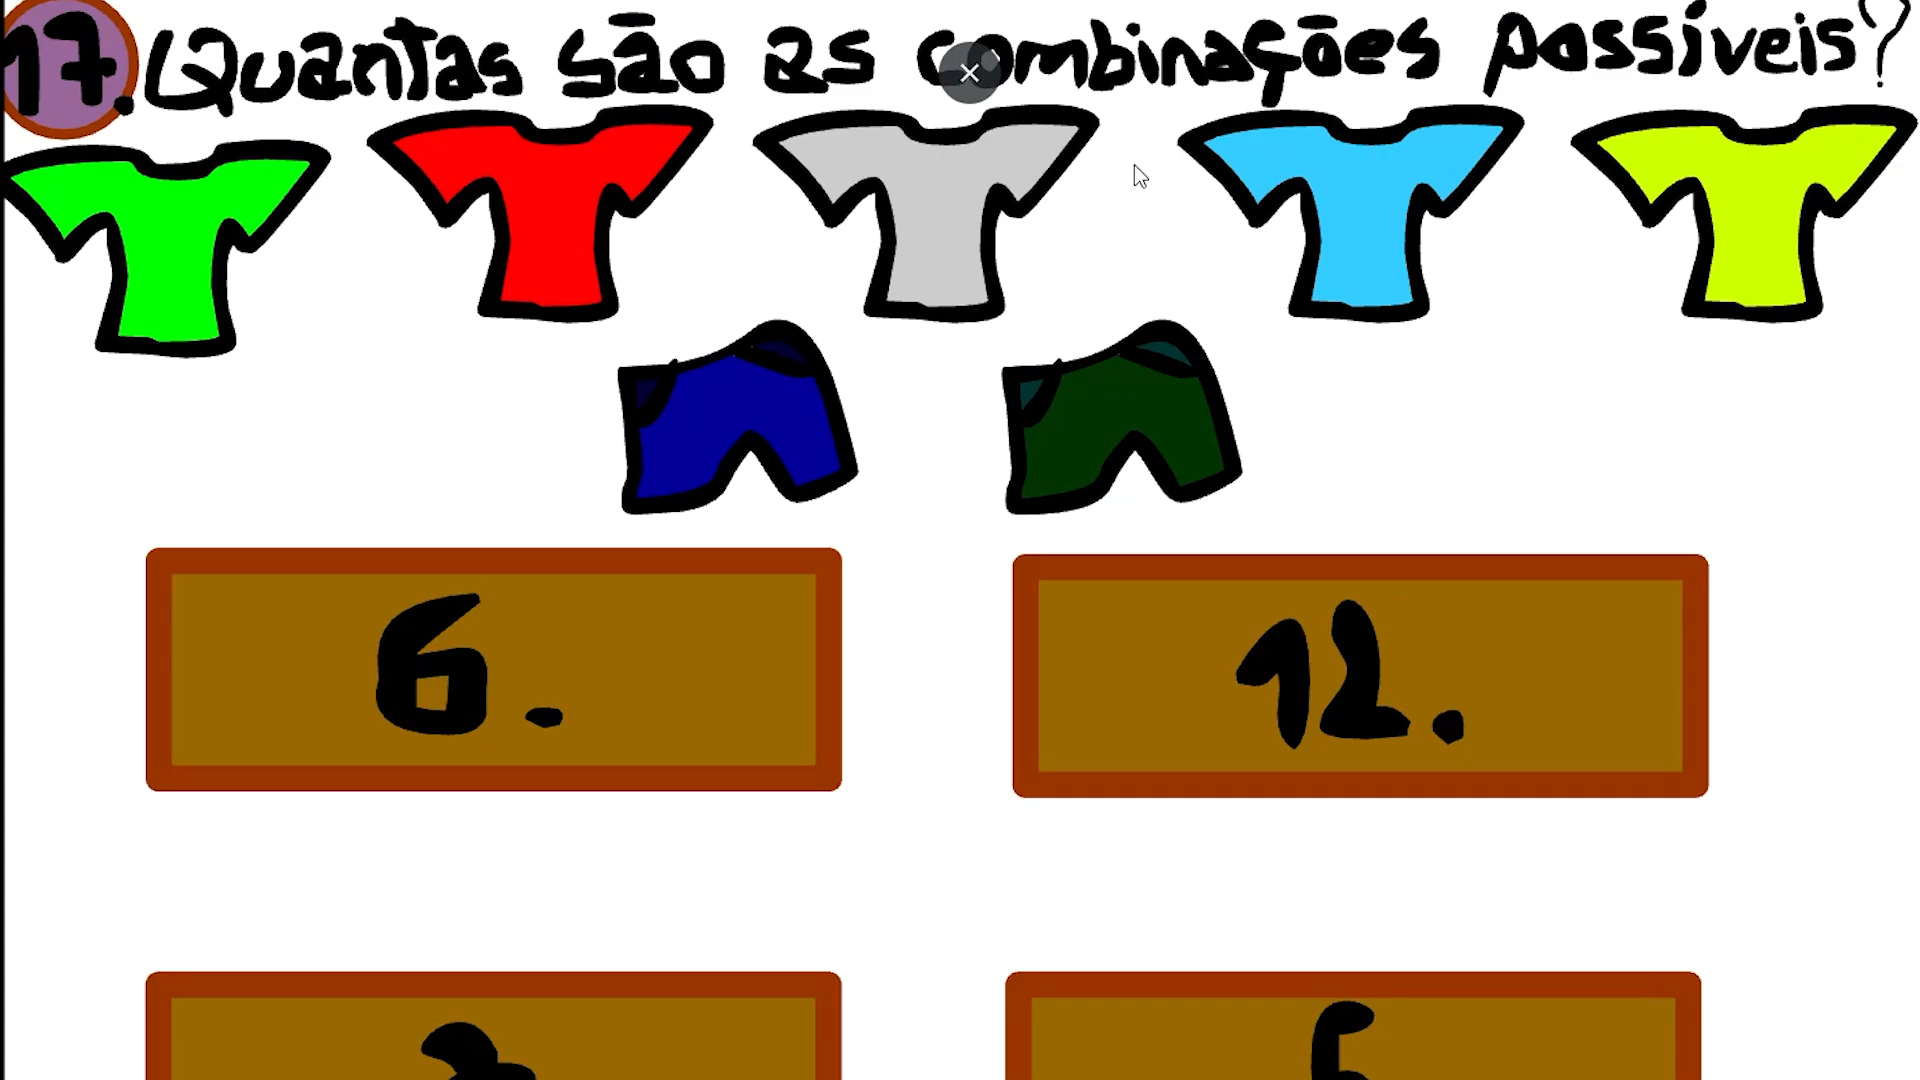 17. Quantas são as combinações possíveis?
6.
12.